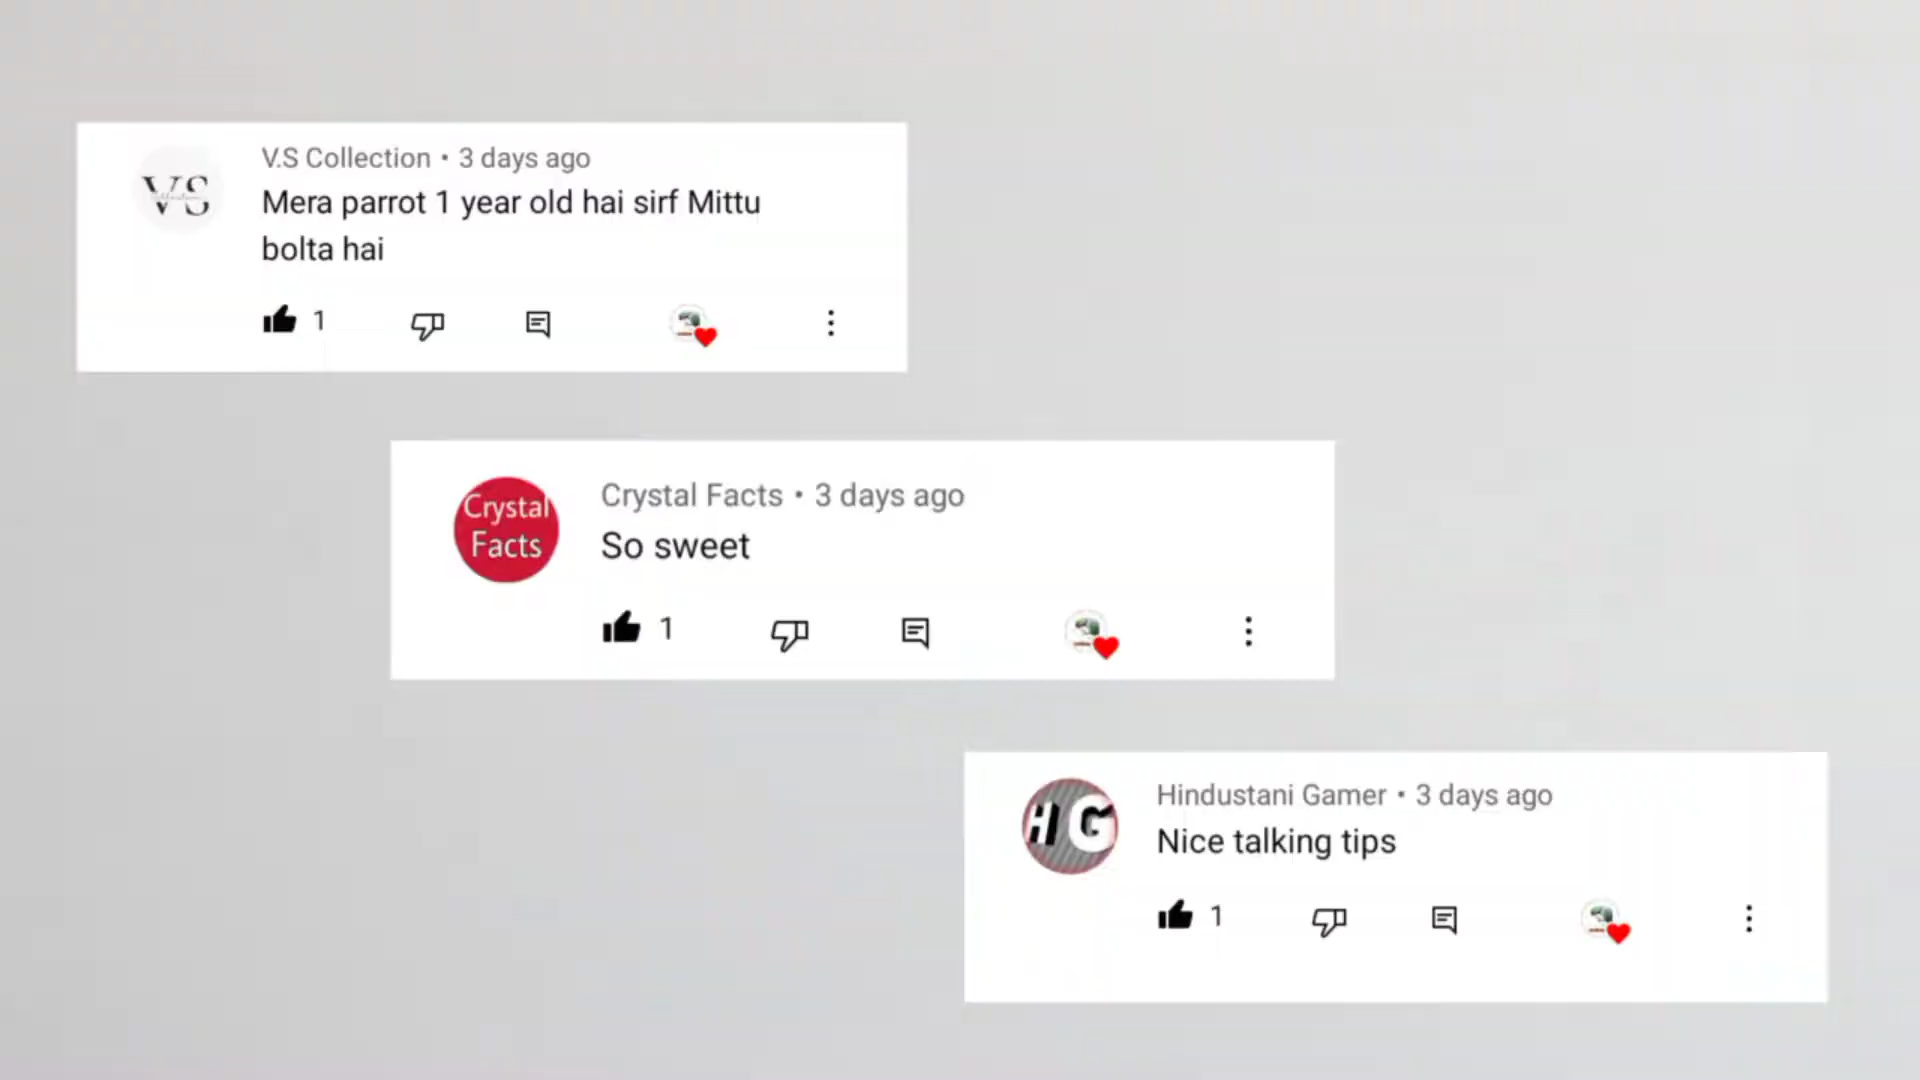 VS
V.S Collection • 3 days ago
Mera parrot 1 year old hai sirf Mittu
bolta hai
1
Crystal
Facts
Crystal Facts • 3 days ago
So sweet
1
HG
Hindustani Gamer • 3 days ago
Nice talking tips
1